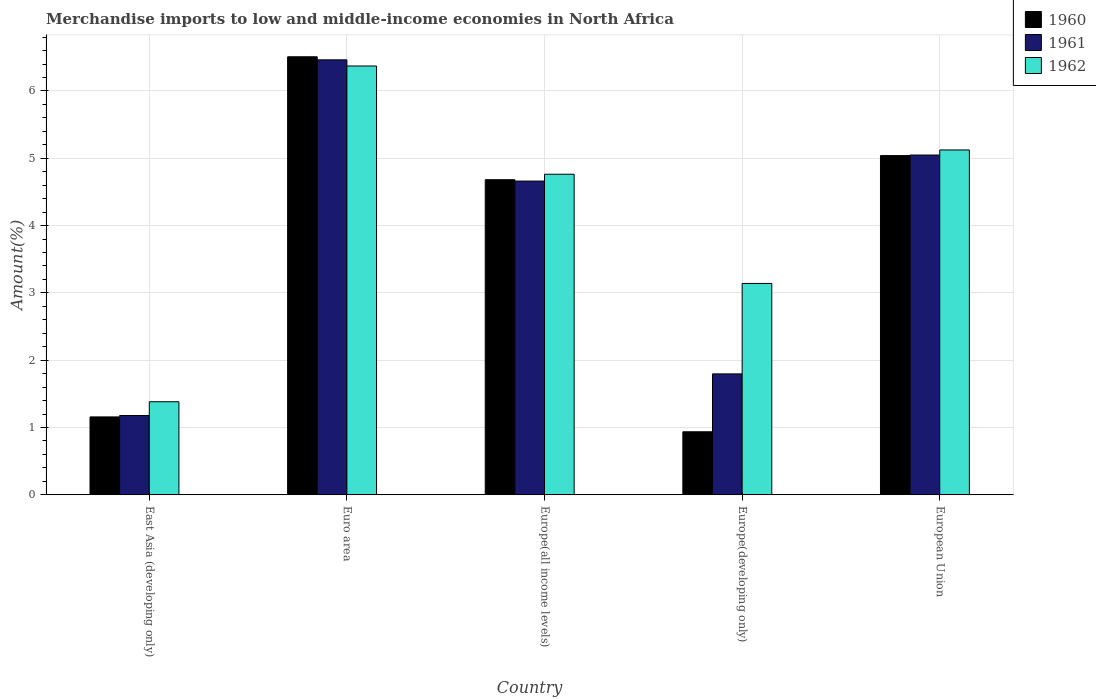 Merchandise imports to low and middle-income economies in North Africa
1960
1961
1962
Amount(%)
6
5
4
3
2
1
0
East Asia (developing only)
Euro area
Europe(all income levels)
Europe(developing only)
European Union
Country